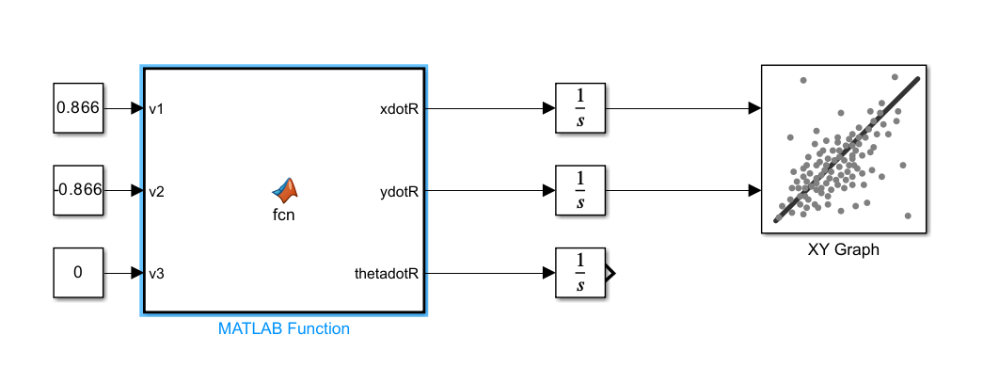 0.866
v1
xdotR
1
s
-0.866
v2
ydotR
1
s
fcn
0
v3
thetadotR
1
s
XY Graph
MATLAB Function